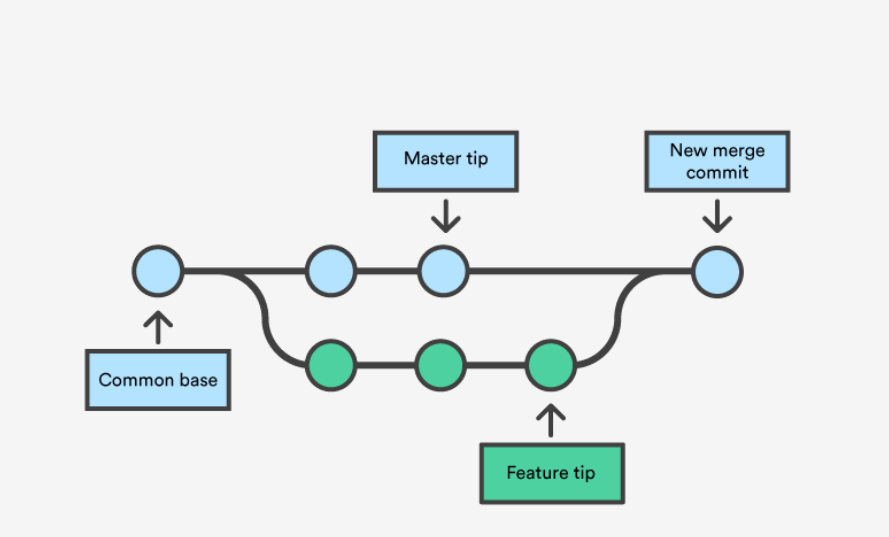 Master tip
New merge
commit
Common base
Feature tip